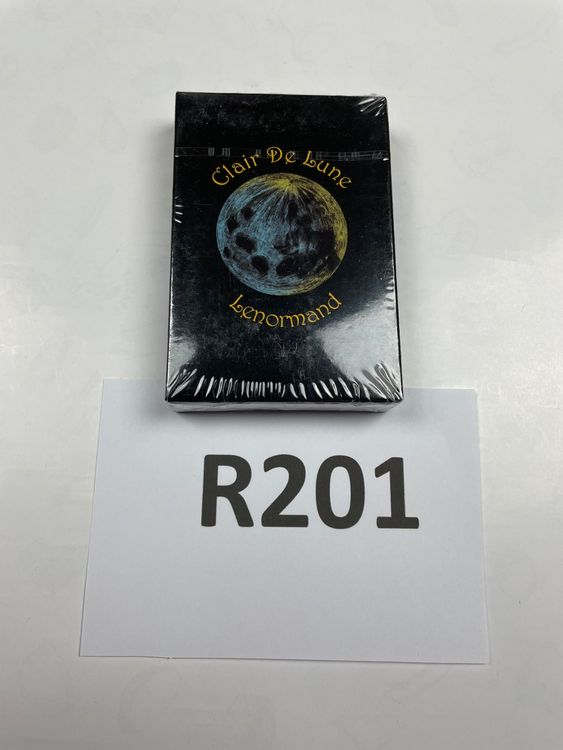 Clair De Lune
Lenormand
R201